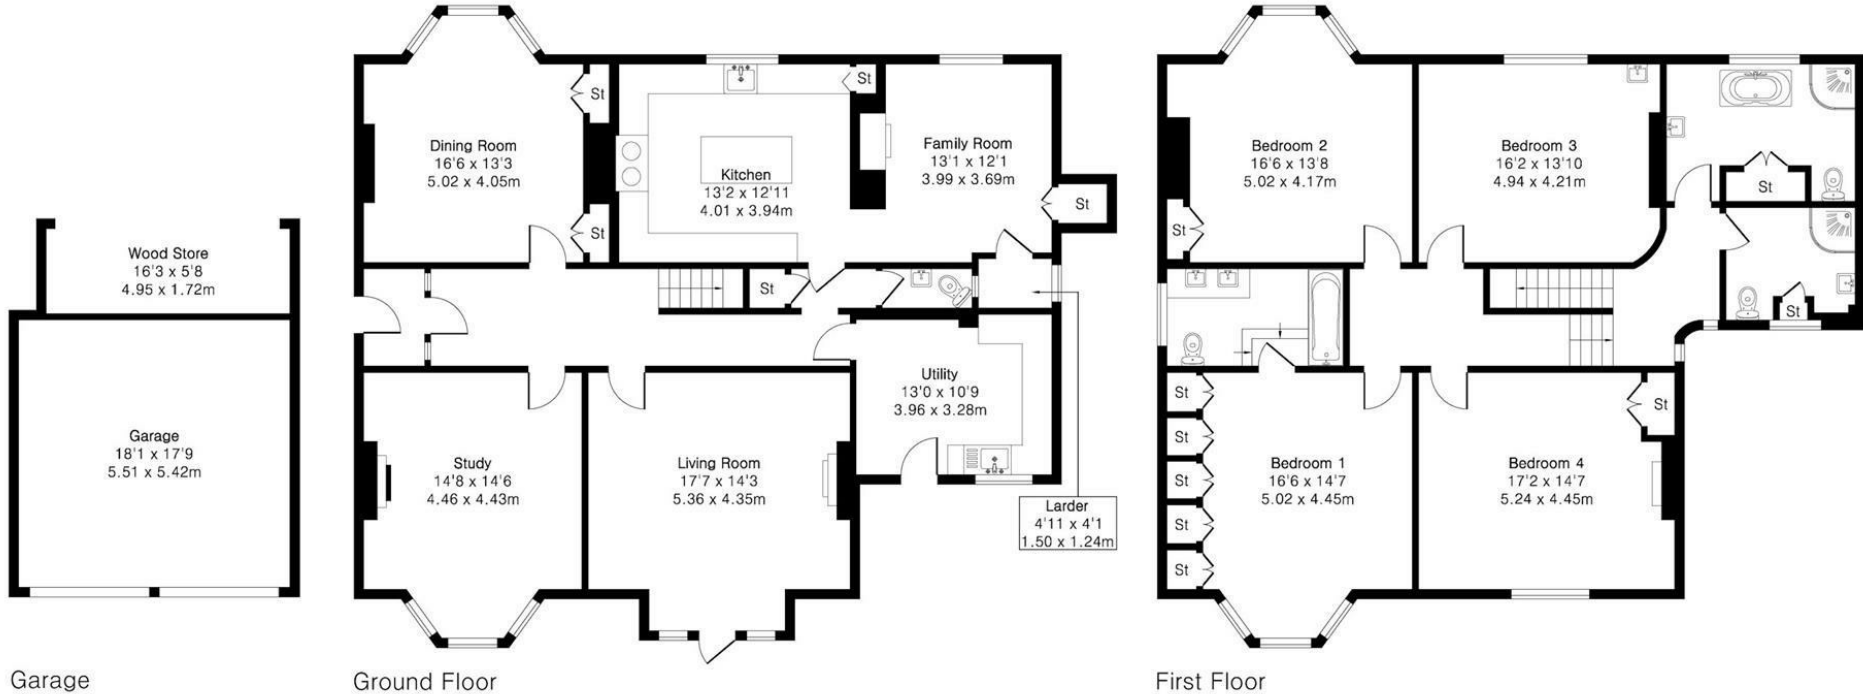 Wood Store
16'3 x 5'8
4.95 x 1.72m
Garage
18'1 x 17'9
5.51 x 5.42m
Garage
Dining Room
16'6 x 13'3
5.02 x 4.05m
St
St
Kitchen
13'2 x 12'11
4.01 x 3.94m
St
Family Room
13'1 x 12'1
3.99 x 3.69m
St
St
Utility
13'0 x 10'9
3.96 x 3.28m
Study
14'8 x 14'6
4.46 x 4.43m
Living Room
17'7 x 14'3
5.36 x 4.35m
Larder
4'11 x 4'1
1.50 x 1.24m
Ground Floor
Bedroom 2
16'6 x 13'8
5.02 x 4.17m
St
Bedroom 3
16'2 x 13'10
4.94 x 4.21m
St
St
St
St
St
St
St
Bedroom 1
16'6 x 14'7
5.02 x 4.45m
Bedroom 4
17'2 x 14'7
5.24 x 4.45m
St
First Floor